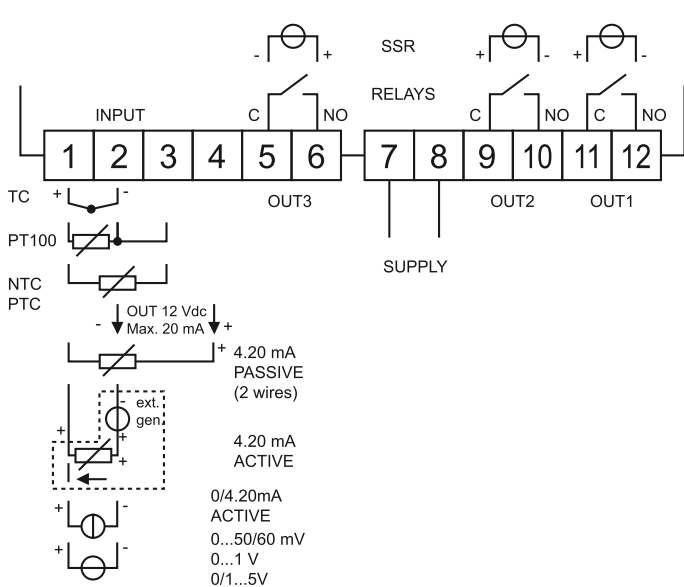 - + SSR + - + -
RELAYS
INPUT C NO C NO C NO
1 2 3 4 5 6 7 8 9 10 11 12
TC + - OUT3 OUT2 OUT1
PT100
SUPPLY
NTC
PTC
OUT 12 Vdc
- Max. 20 mA +
+ 4.20 mA
PASSIVE
(2 wires)
- ext.
gen.
+ +
+
4.20 mA
ACTIVE
I
0/4.20mA
+ -
ACTIVE
0...50/60 mV
+ -
0...1 V
0/1...5V